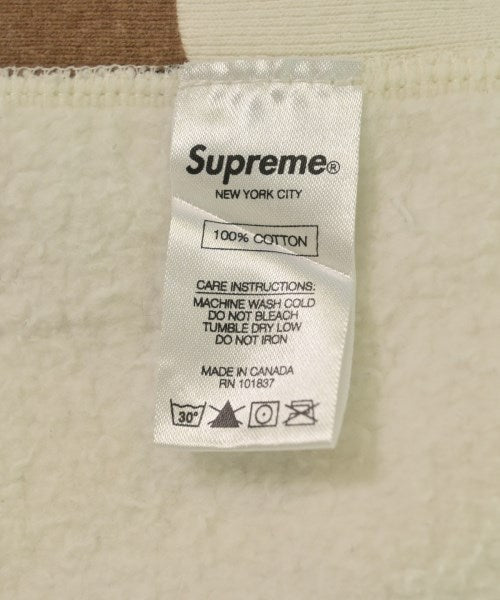 Supreme®
NEW YORK CITY
100% COTTON
CARE INSTRUCTIONS:
MACHINE WASH COLD
DO NOT BLEACH
TUMBLE DRY LOW
DO NOT IRON
MADE IN CANADA
RN 101837
30°